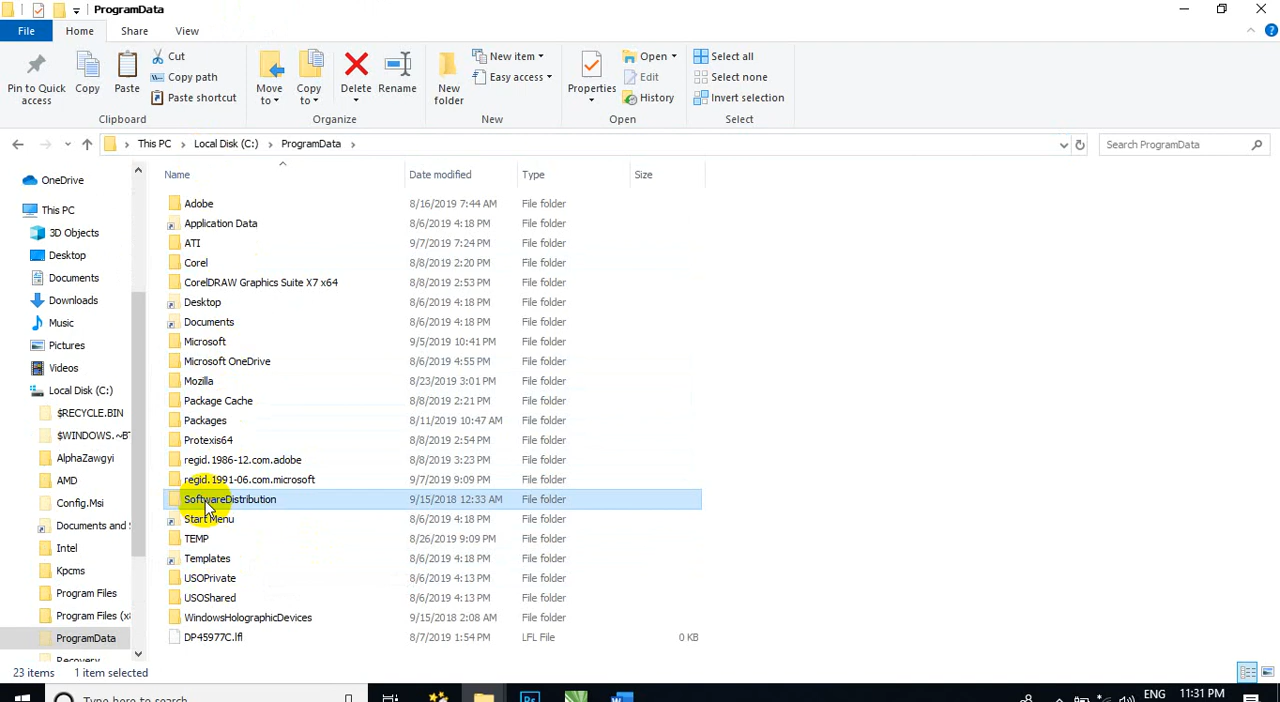 ProgramData
File Home Share View
Pin to Quick access
Copy
Paste
Cut
Copy path
Paste shortcut
Clipboard
Move to
Copy to
Delete
Rename
Organize
New folder
New item
Easy access
New
Properties
Open
Edit
History
Open
Select all
Select none
Invert selection
Select
This PC Local Disk (C:) ProgramData
Search ProgramData
OneDrive
This PC
3D Objects
Desktop
Documents
Downloads
Music
Pictures
Videos
Local Disk (C:)
$RECYCLE.BIN
$WINDOWS.~BT
AlphaZawgyi
AMD
Config.Msi
Documents and S
Intel
Kpcms
Program Files
Program Files (x8
ProgramData
Recovery
Name Date modified Type Size
Adobe 8/16/2019 7:44 AM File folder
Application Data 8/6/2019 4:18 PM File folder
ATI 9/7/2019 7:24 PM File folder
Corel 8/8/2019 2:20 PM File folder
CorelDRAW Graphics Suite X7 x64 8/8/2019 2:53 PM File folder
Desktop 8/6/2019 4:18 PM File folder
Documents 8/6/2019 4:18 PM File folder
Microsoft 9/5/2019 10:41 PM File folder
Microsoft OneDrive 8/6/2019 4:55 PM File folder
Mozilla 8/23/2019 3:01 PM File folder
Package Cache 8/8/2019 2:21 PM File folder
Packages 8/11/2019 10:47 AM File folder
Protexis64 8/8/2019 2:54 PM File folder
regid.1986-12.com.adobe 8/8/2019 3:23 PM File folder
regid.1991-06.com.microsoft 9/7/2019 9:09 PM File folder
SoftwareDistribution 9/15/2018 12:33 AM File folder
Start Menu 8/6/2019 4:18 PM File folder
TEMP 8/26/2019 9:09 PM File folder
Templates 8/6/2019 4:18 PM File folder
USOPrivate 8/6/2019 4:13 PM File folder
USOShared 8/6/2019 4:13 PM File folder
WindowsHolographicDevices 9/15/2018 2:08 AM File folder
DP45977C.lfl 8/7/2019 1:54 PM LFL File 0 KB
23 items 1 item selected
Type here to search
Ps
ENG 11:31 PM